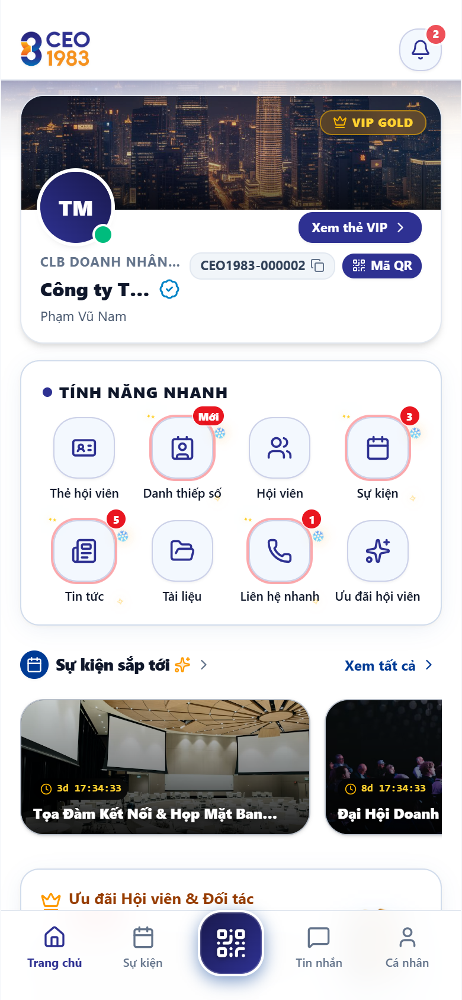 CEO
1983
2
VIP GOLD
TM
Xem thẻ VIP
CLB DOANH NHÂN...
CEO1983-000002
Mã QR
Công ty T...
Phạm Vũ Nam
TÍNH NĂNG NHANH
Mới
3
Thẻ hội viên
Danh thiếp số
Hội viên
Sự kiện
5
1
Tin tức
Tài liệu
Liên hệ nhanh
Ưu đãi hội viên
Sự kiện sắp tới
Xem tất cả
3d 17:34:33
8d 17:34:33
Tọa Đàm Kết Nối & Họp Mặt Ban...
Đại Hội Doanh
Ưu đãi Hội viên & Đối tác
Trang chủ
Sự kiện
Tin nhắn
Cá nhân